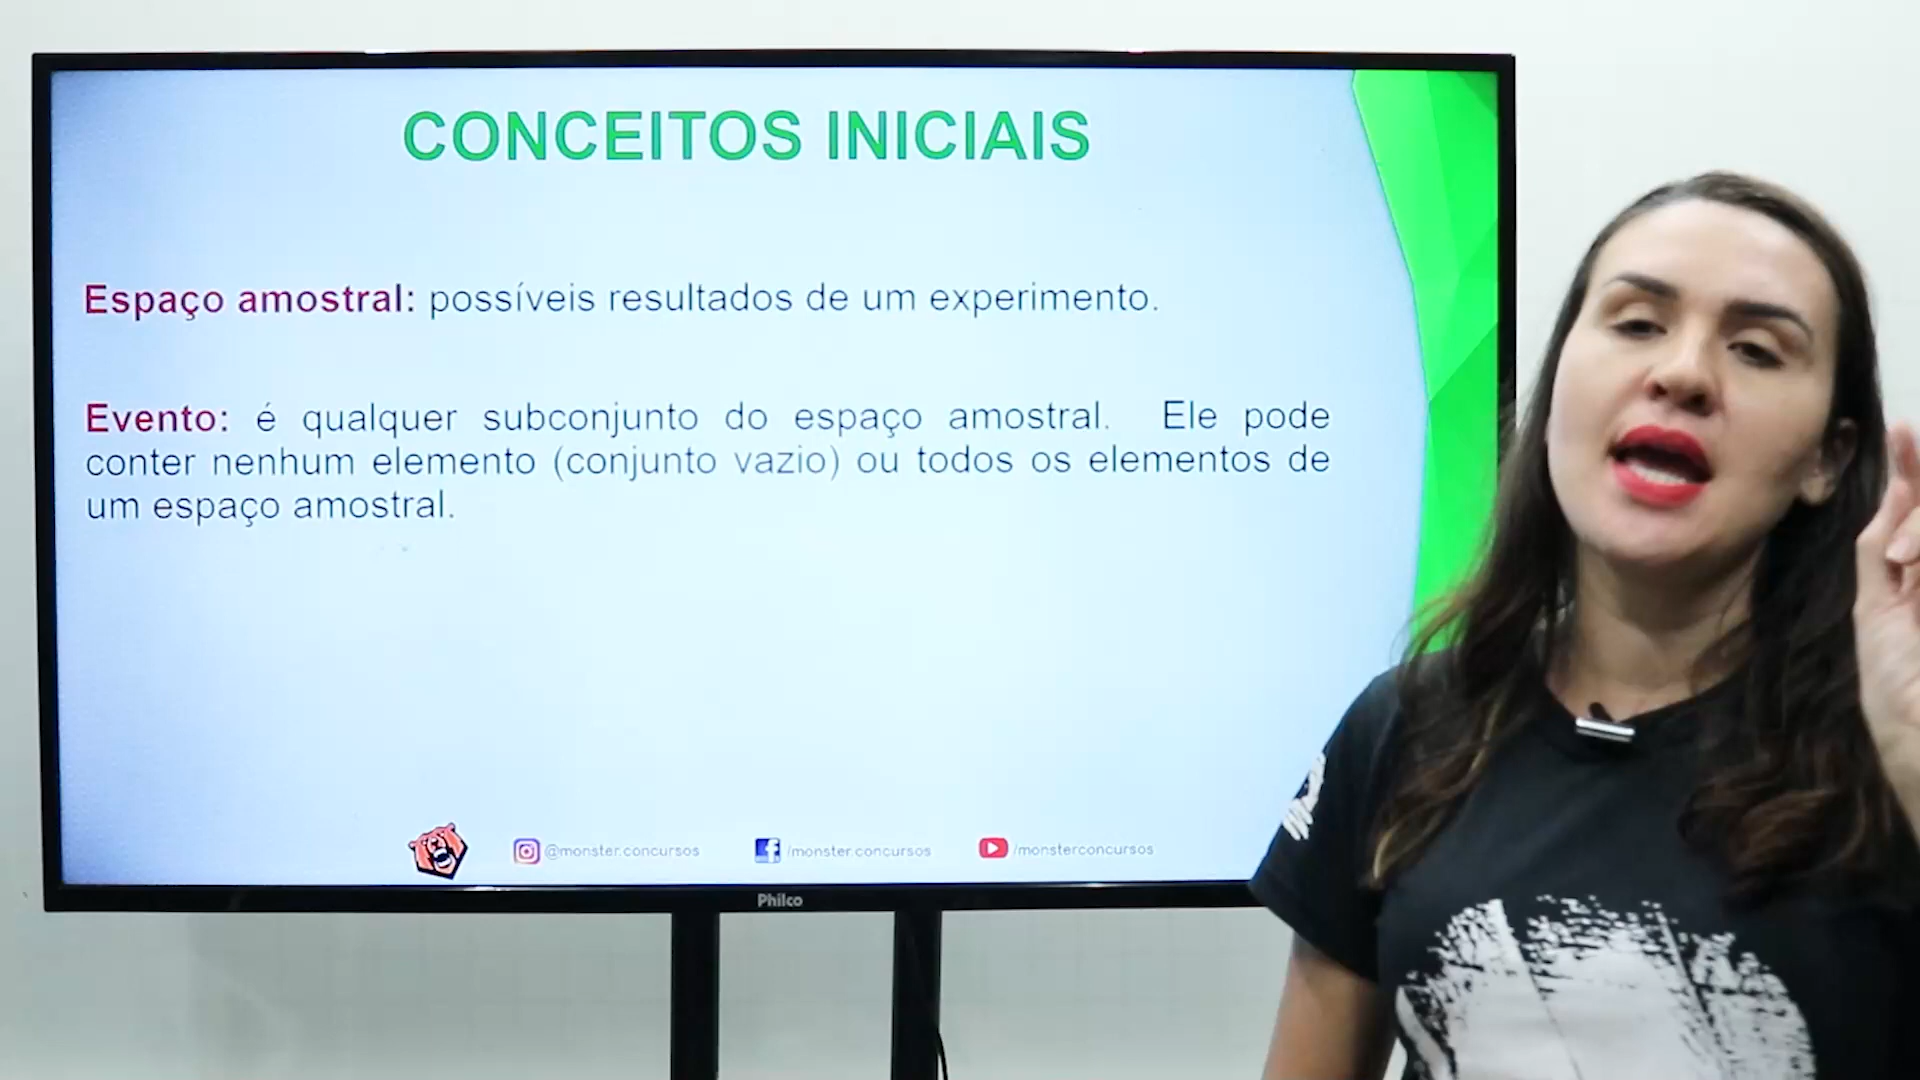 CONCEITOS INICIAIS
Espaço amostral: possíveis resultados de um experimento.
Evento: é qualquer subconjunto do espaço amostral. Ele pode
conter nenhum elemento (conjunto vazio) ou todos os elementos de
um espaço amostral.
@monster.concursos /monster.concursos /monsterconcursos
Philco